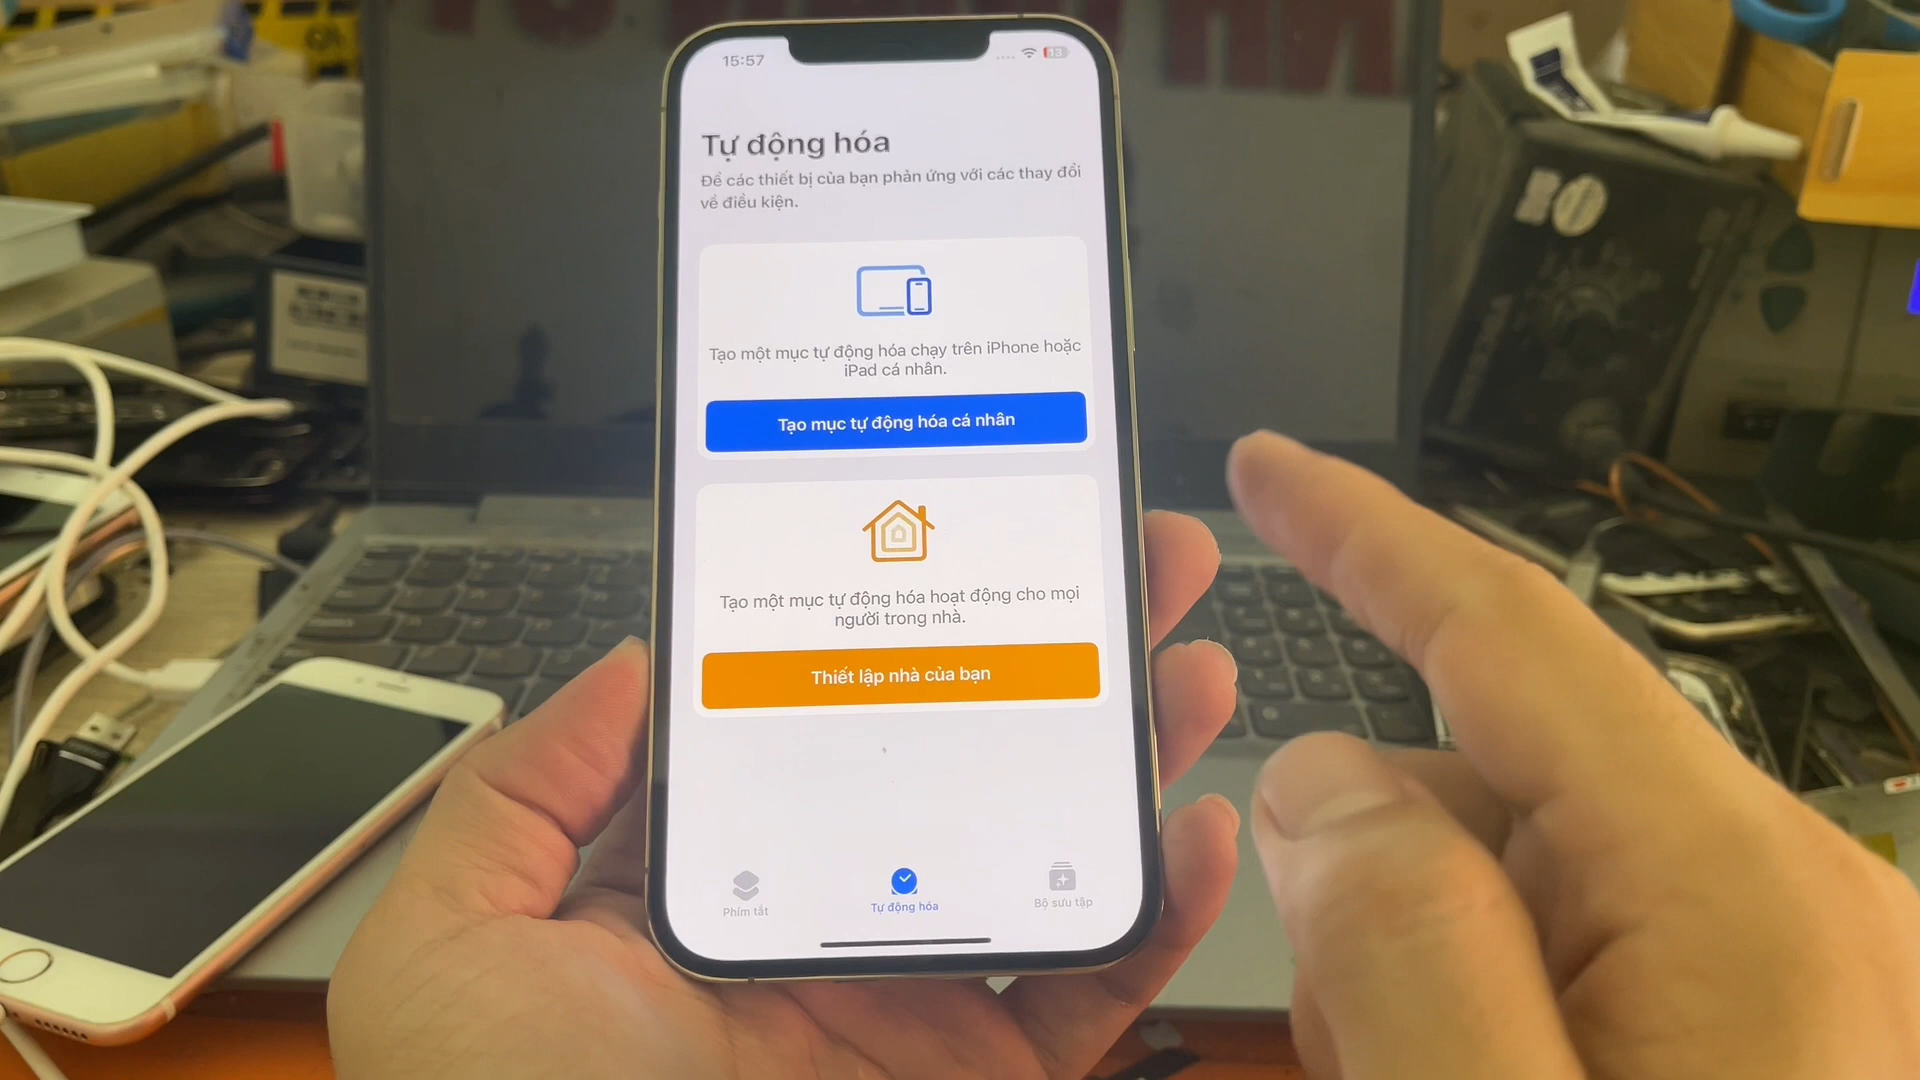 15:57
13
Tự động hóa
Để các thiết bị của bạn phản ứng với các thay đổi
về điều kiện.
Tạo một mục tự động hóa chạy trên iPhone hoặc
iPad cá nhân.
Tạo mục tự động hóa cá nhân
Tạo một mục tự động hóa hoạt động cho mọi
người trong nhà.
Thiết lập nhà của bạn
Phím tắt
Tự động hóa
Bộ sưu tập